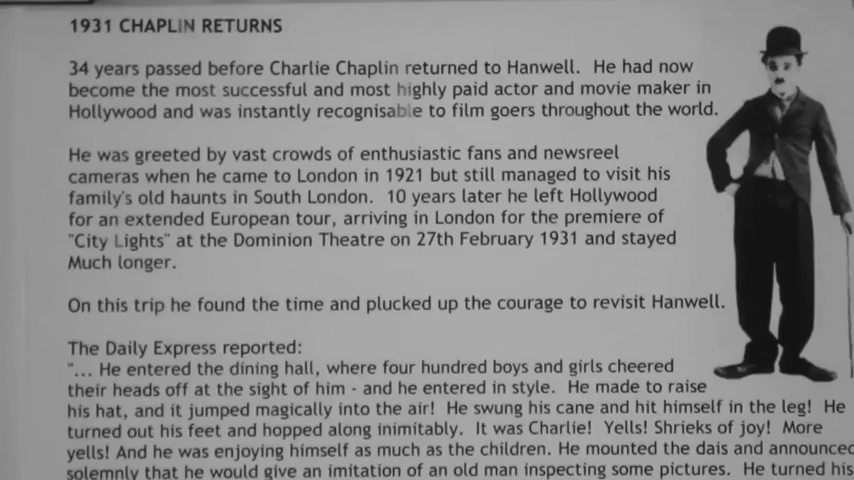 1931 CHAPLIN RETURNS
34 years passed before Charlie Chaplin returned to Hanwell. He had now
become the most successful and most highly paid actor and movie maker in
Hollywood and was instantly recognisable to film goers throughout the world.
He was greeted by vast crowds of enthusiastic fans and newsreel
cameras when he came to London in 1921 but still managed to visit his
family's old haunts in South London. 10 years later he left Hollywood
for an extended European tour, arriving in London for the premiere of
"City Lights" at the Dominion Theatre on 27th February 1931 and stayed
Much longer.
On this trip he found the time and plucked up the courage to revisit Hanwell.
The Daily Express reported:
"... He entered the dining hall, where four hundred boys and girls cheered
their heads off at the sight of him - and he entered in style. He made to raise
his hat, and it jumped magically into the air! He swung his cane and hit himself in the leg! He
turned out his feet and hopped along inimitably. It was Charlie! Yells! Shrieks of joy! More
yells! And he was enjoying himself as much as the children. He mounted the dais and announced
solemnly that he would give an imitation of an old man inspecting some pictures. He turned his